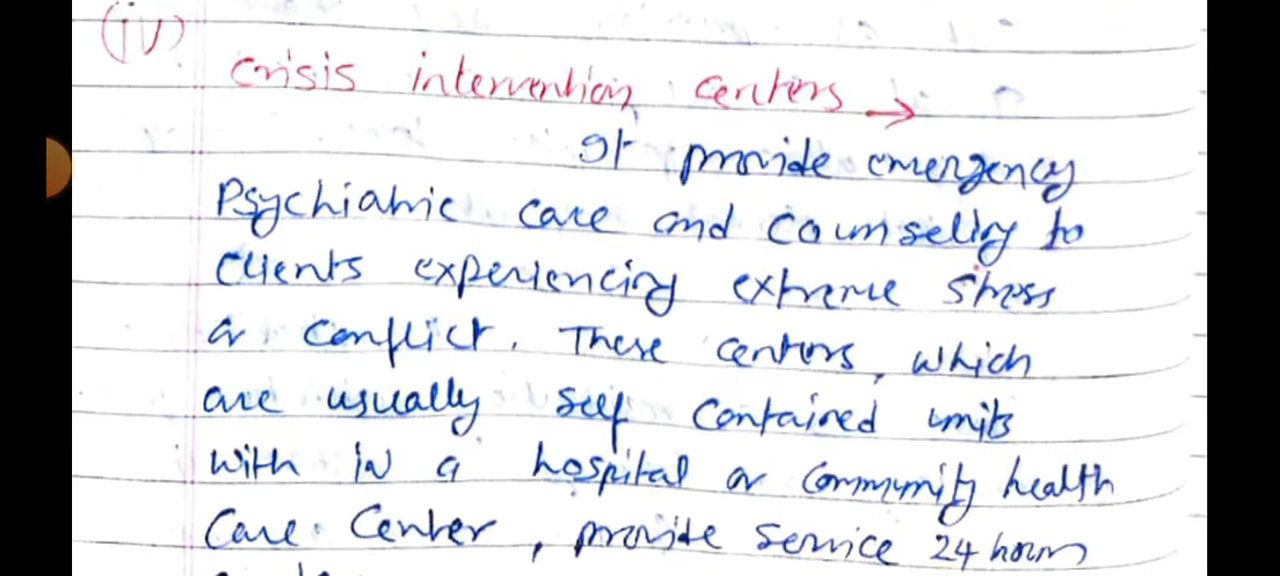 (iv)
Crisis intervention centers →
It provide emergency
Psychiatric care and Counseling to
Clients experiencing extreme stress
or conflict. These centers, which
are usually self contained units
with in a hospital or Community health
Care Center, provide service 24 hours